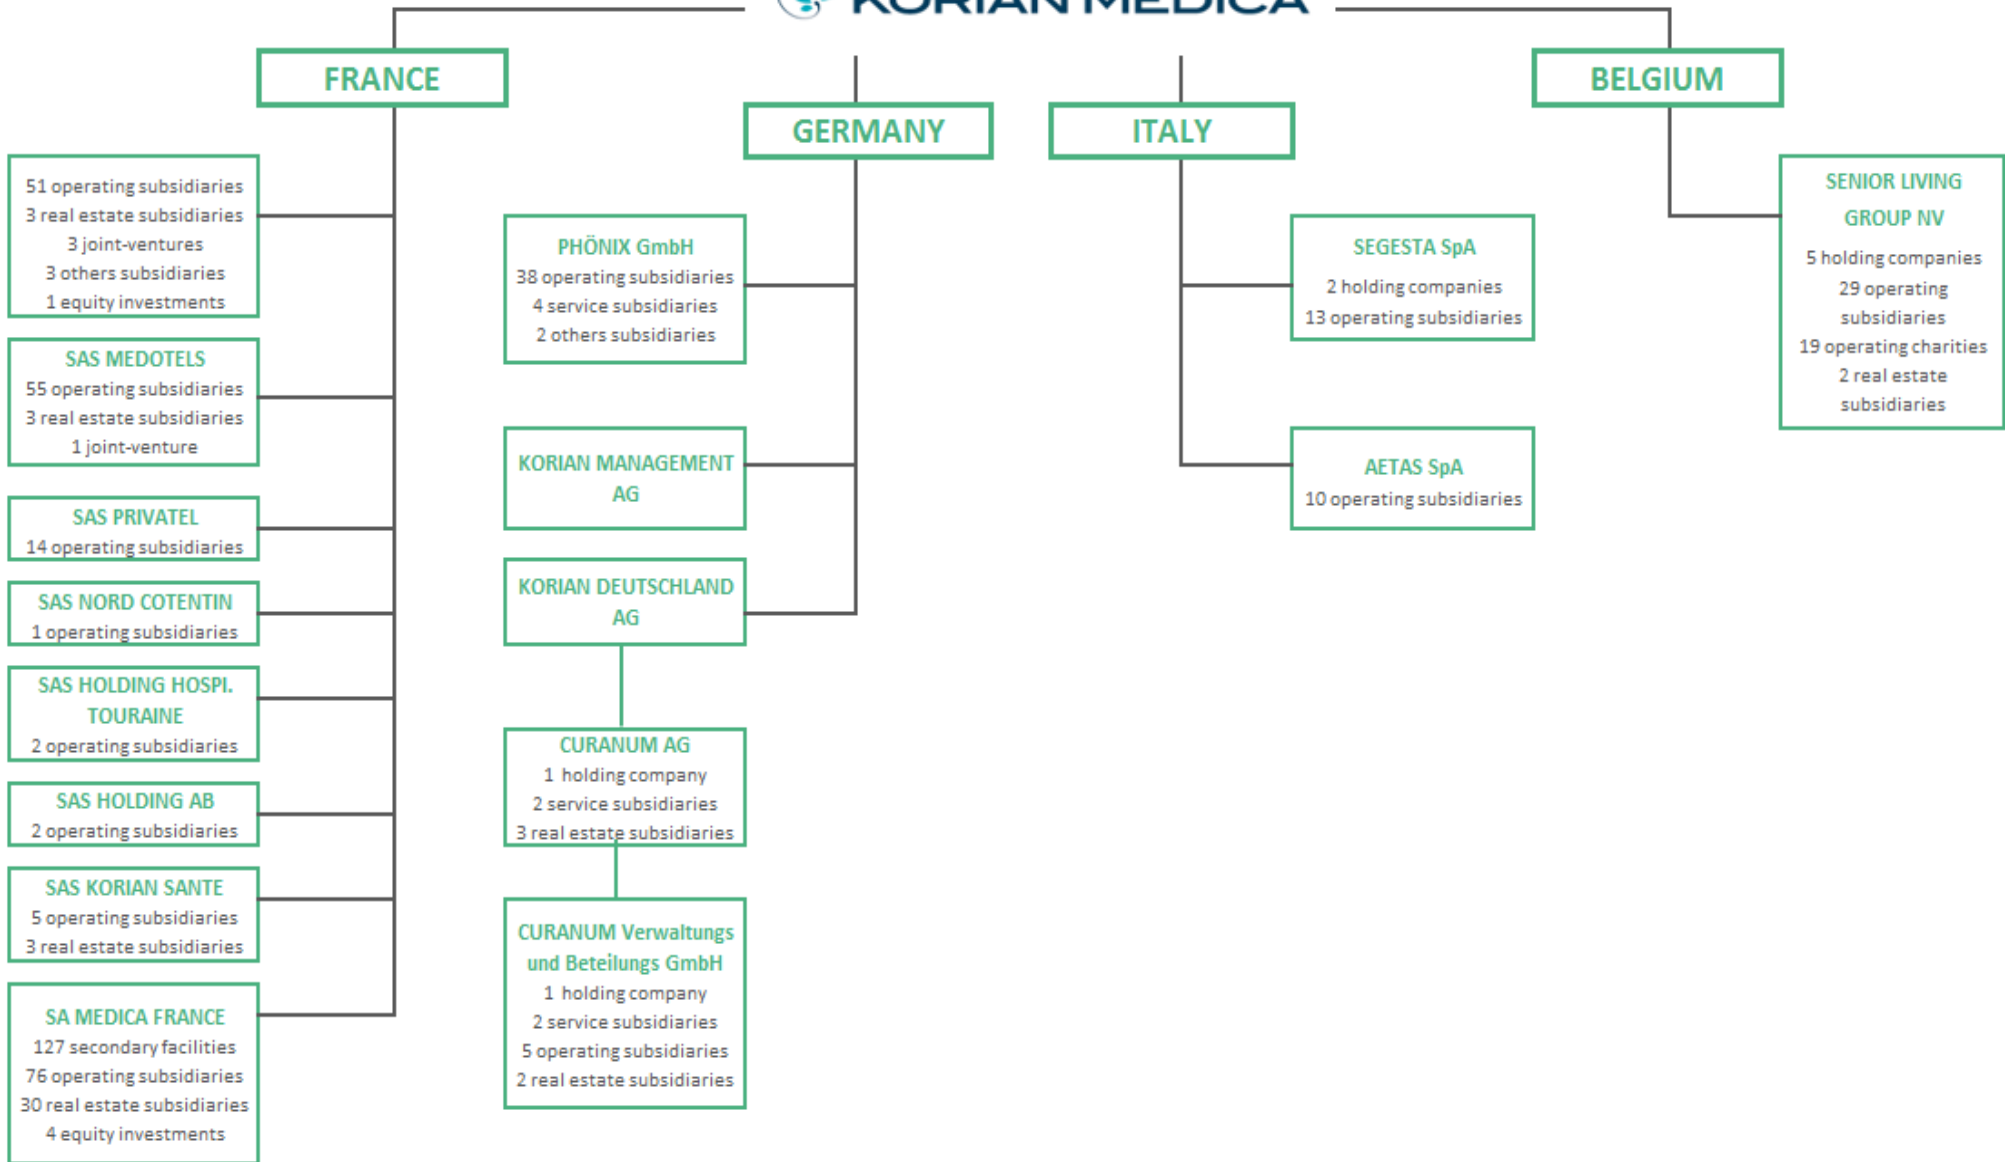 KORIAN MEDICA
FRANCE
51 operating subsidiaries
3 real estate subsidiaries
3 joint-ventures
3 others subsidiaries
1 equity investments
SAS MEDOTELS
55 operating subsidiaries
3 real estate subsidiaries
1 joint-venture
SAS PRIVATEL
14 operating subsidiaries
SAS NORD COTENTIN
1 operating subsidiaries
SAS HOLDING HOSPI.
TOURAINE
2 operating subsidiaries
SAS HOLDING AB
2 operating subsidiaries
SAS KORIAN SANTE
5 operating subsidiaries
3 real estate subsidiaries
SA MEDICA FRANCE
127 secondary facilities
76 operating subsidiaries
30 real estate subsidiaries
4 equity investments
GERMANY
PHÖNIX GmbH
38 operating subsidiaries
4 service subsidiaries
2 others subsidiaries
KORIAN MANAGEMENT
AG
KORIAN DEUTSCHLAND
AG
CURANUM AG
1 holding company
2 service subsidiaries
3 real estate subsidiaries
CURANUM Verwaltungs
und Beteilungs GmbH
1 holding company
2 service subsidiaries
5 operating subsidiaries
2 real estate subsidiaries
ITALY
SEGESTA SpA
2 holding companies
13 operating subsidiaries
AETAS SpA
10 operating subsidiaries
BELGIUM
SENIOR LIVING
GROUP NV
5 holding companies
29 operating
subsidiaries
19 operating charities
2 real estate
subsidiaries